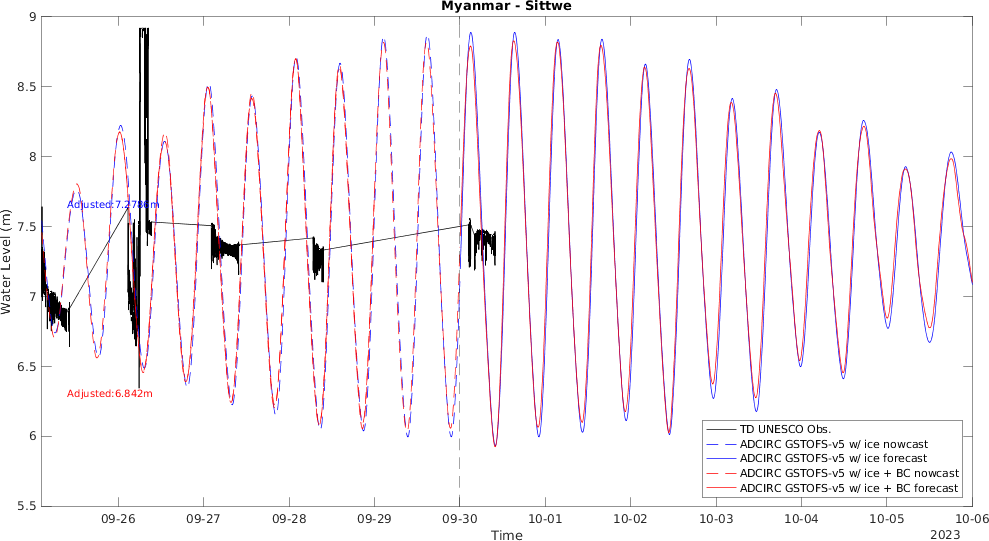 Myanmar - Sittwe
Water Level (m)
9
8.5
8
7.5
7
6.5
6
5.5
Adjusted:7.2786m
Adjusted:6.842m
TD UNESCO Obs.
ADCIRC GSTOFS-v5 w/ ice nowcast
ADCIRC GSTOFS-v5 w/ ice forecast
ADCIRC GSTOFS-v5 w/ ice + BC nowcast
ADCIRC GSTOFS-v5 w/ ice + BC forecast
09-26 09-27 09-28 09-29 09-30 10-01 10-02 10-03 10-04 10-05 10-06
Time
2023